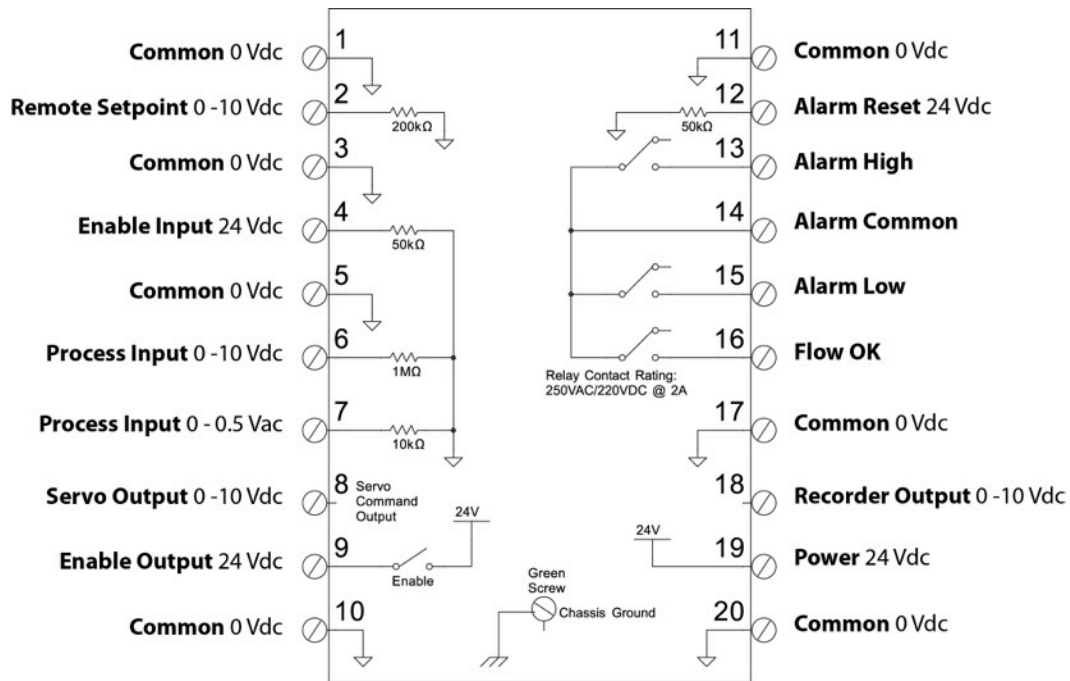 1
Common 0 Vdc
2
Remote Setpoint 0 -10 Vdc
200kΩ
3
Common 0 Vdc
4
Enable Input 24 Vdc
50kΩ
5
Common 0 Vdc
6
Process Input 0 -10 Vdc
1MΩ
7
Process Input 0 - 0.5 Vac
10kΩ
8
Servo Output 0 -10 Vdc
Servo
Command
Output
24V
9
Enable Output 24 Vdc
Enable
10
Common 0 Vdc
Green
Screw
Chassis Ground
11
Common 0 Vdc
12
Alarm Reset 24 Vdc
50kΩ
13
Alarm High
14
Alarm Common
15
Alarm Low
16
Flow OK
Relay Contact Rating:
250VAC/220VDC @ 2A
17
Common 0 Vdc
18
Recorder Output 0 -10 Vdc
24V
19
Power 24 Vdc
20
Common 0 Vdc